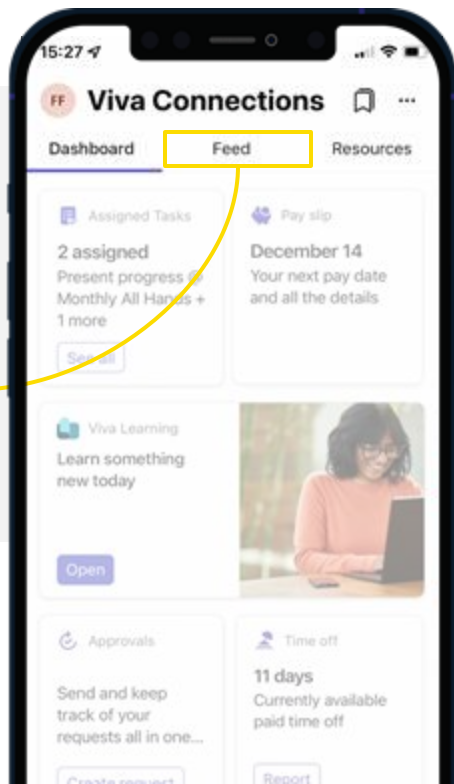 15:27
FF Viva Connections
Dashboard Feed Resources
Assigned Tasks
2 assigned
Present progress @
Monthly All Hands +
1 more
See all
Pay slip
December 14
Your next pay date
and all the details
Viva Learning
Learn something
new today
Open
Approvals
Send and keep
track of your
requests all in one...
Create request
Time off
11 days
Currently available
paid time off
Report